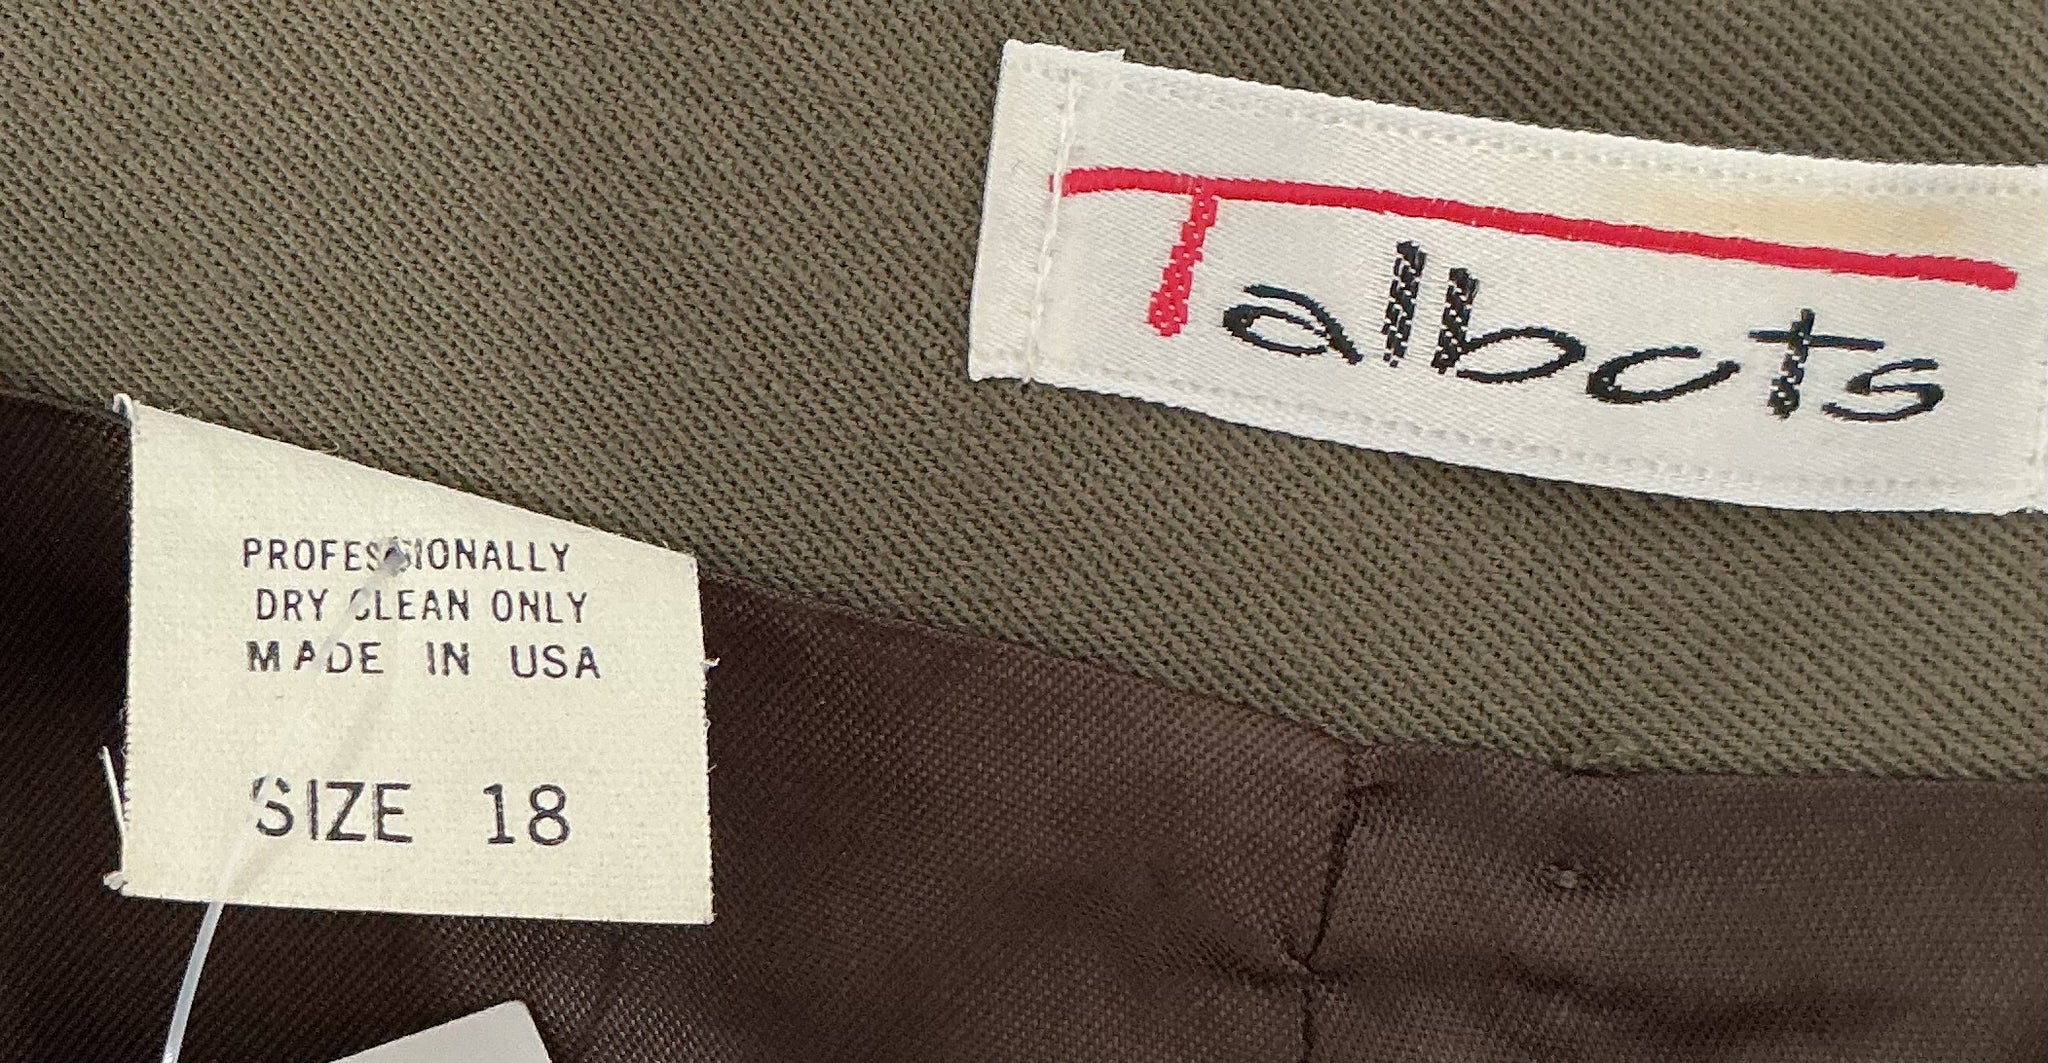 Talbots
PROFESSIONALLY
DRY CLEAN ONLY
MADE IN USA
SIZE 18